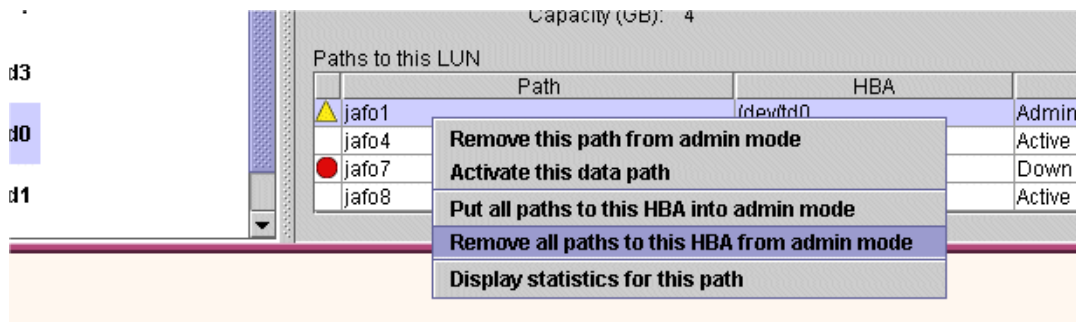 Capacity (GB): 4
d3
d0
d1
Paths to this LUN
Path HBA
jafo1 /dev/td0 Admin
jafo4 Active
jafo7 Down
jafo8 Active
Remove this path from admin mode
Activate this data path
Put all paths to this HBA into admin mode
Remove all paths to this HBA from admin mode
Display statistics for this path